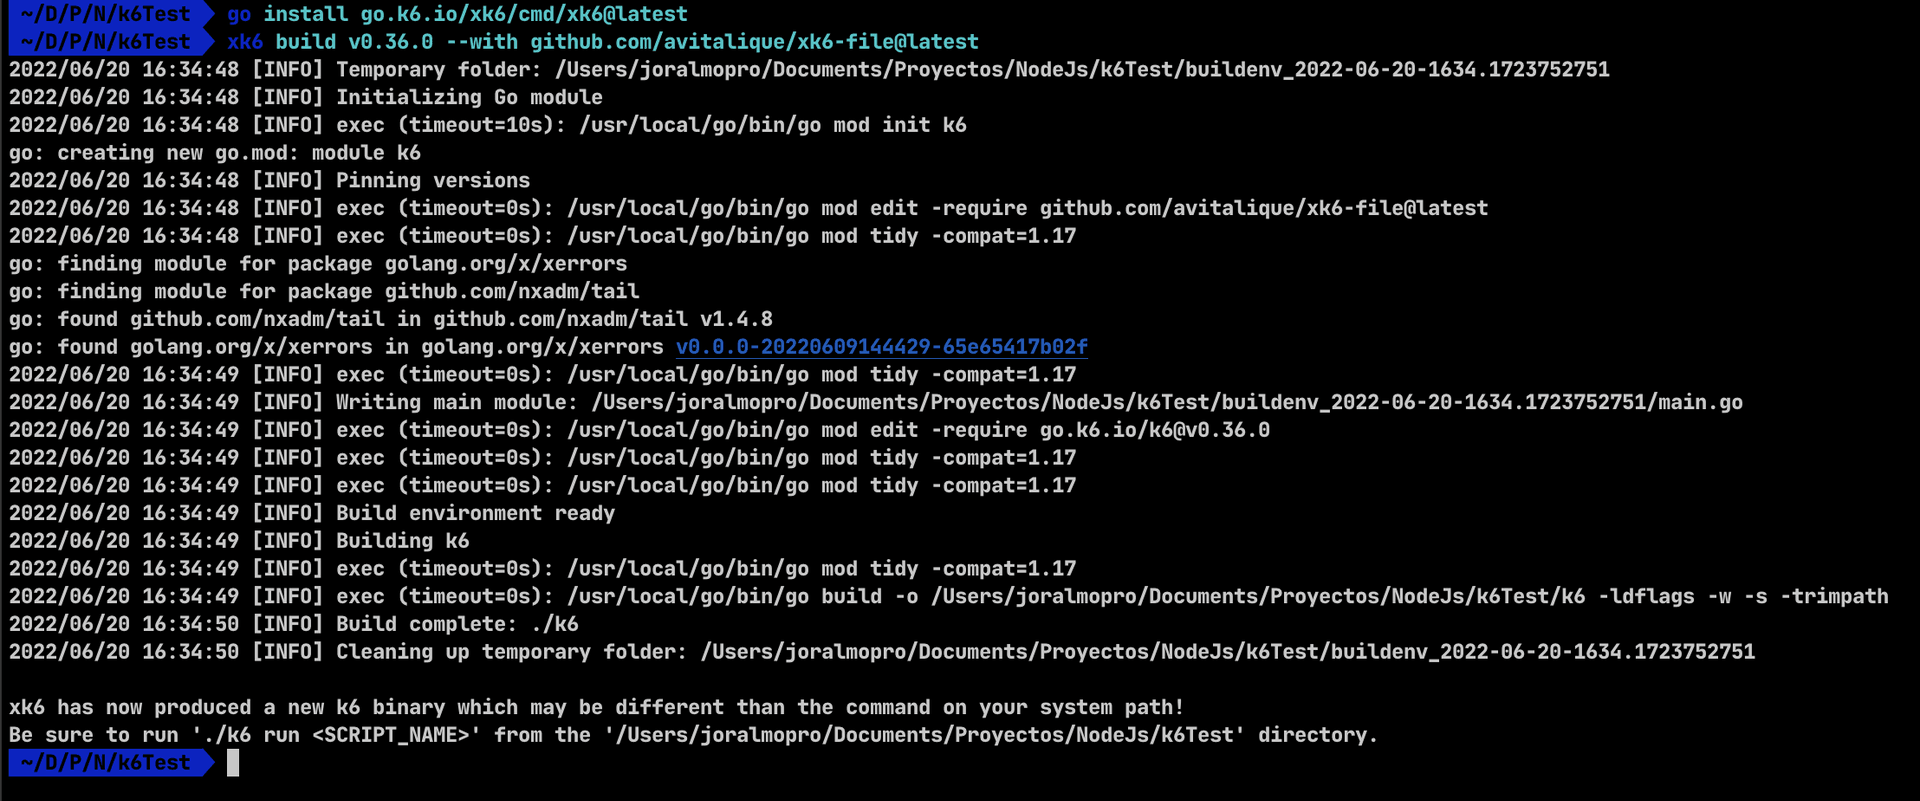 ~/D/P/N/k6Test go install go.k6.io/xk6/cmd/xk6@latest
~/D/P/N/k6Test xk6 build v0.36.0 --with github.com/avitalique/xk6-file@latest
2022/06/20 16:34:48 [INFO] Temporary folder: /Users/joralmopro/Documents/Proyectos/NodeJs/k6Test/buildenv_2022-06-20-1634.1723752751
2022/06/20 16:34:48 [INFO] Initializing Go module
2022/06/20 16:34:48 [INFO] exec (timeout=10s): /usr/local/go/bin/go mod init k6
go: creating new go.mod: module k6
2022/06/20 16:34:48 [INFO] Pinning versions
2022/06/20 16:34:48 [INFO] exec (timeout=0s): /usr/local/go/bin/go mod edit -require github.com/avitalique/xk6-file@latest
2022/06/20 16:34:48 [INFO] exec (timeout=0s): /usr/local/go/bin/go mod tidy -compat=1.17
go: finding module for package golang.org/x/xerrors
go: finding module for package github.com/nxadm/tail
go: found github.com/nxadm/tail in github.com/nxadm/tail v1.4.8
go: found golang.org/x/xerrors in golang.org/x/xerrors v0.0.0-20220609144429-65e65417b02f
2022/06/20 16:34:49 [INFO] exec (timeout=0s): /usr/local/go/bin/go mod tidy -compat=1.17
2022/06/20 16:34:49 [INFO] Writing main module: /Users/joralmopro/Documents/Proyectos/NodeJs/k6Test/buildenv_2022-06-20-1634.1723752751/main.go
2022/06/20 16:34:49 [INFO] exec (timeout=0s): /usr/local/go/bin/go mod edit -require go.k6.io/k6@v0.36.0
2022/06/20 16:34:49 [INFO] exec (timeout=0s): /usr/local/go/bin/go mod tidy -compat=1.17
2022/06/20 16:34:49 [INFO] exec (timeout=0s): /usr/local/go/bin/go mod tidy -compat=1.17
2022/06/20 16:34:49 [INFO] Build environment ready
2022/06/20 16:34:49 [INFO] Building k6
2022/06/20 16:34:49 [INFO] exec (timeout=0s): /usr/local/go/bin/go mod tidy -compat=1.17
2022/06/20 16:34:49 [INFO] exec (timeout=0s): /usr/local/go/bin/go build -o /Users/joralmopro/Documents/Proyectos/NodeJs/k6Test/k6 -ldflags -w -s -trimpath
2022/06/20 16:34:50 [INFO] Build complete: ./k6
2022/06/20 16:34:50 [INFO] Cleaning up temporary folder: /Users/joralmopro/Documents/Proyectos/NodeJs/k6Test/buildenv_2022-06-20-1634.1723752751
xk6 has now produced a new k6 binary which may be different than the command on your system path!
Be sure to run './k6 run <SCRIPT_NAME>' from the '/Users/joralmopro/Documents/Proyectos/NodeJs/k6Test' directory.
~/D/P/N/k6Test